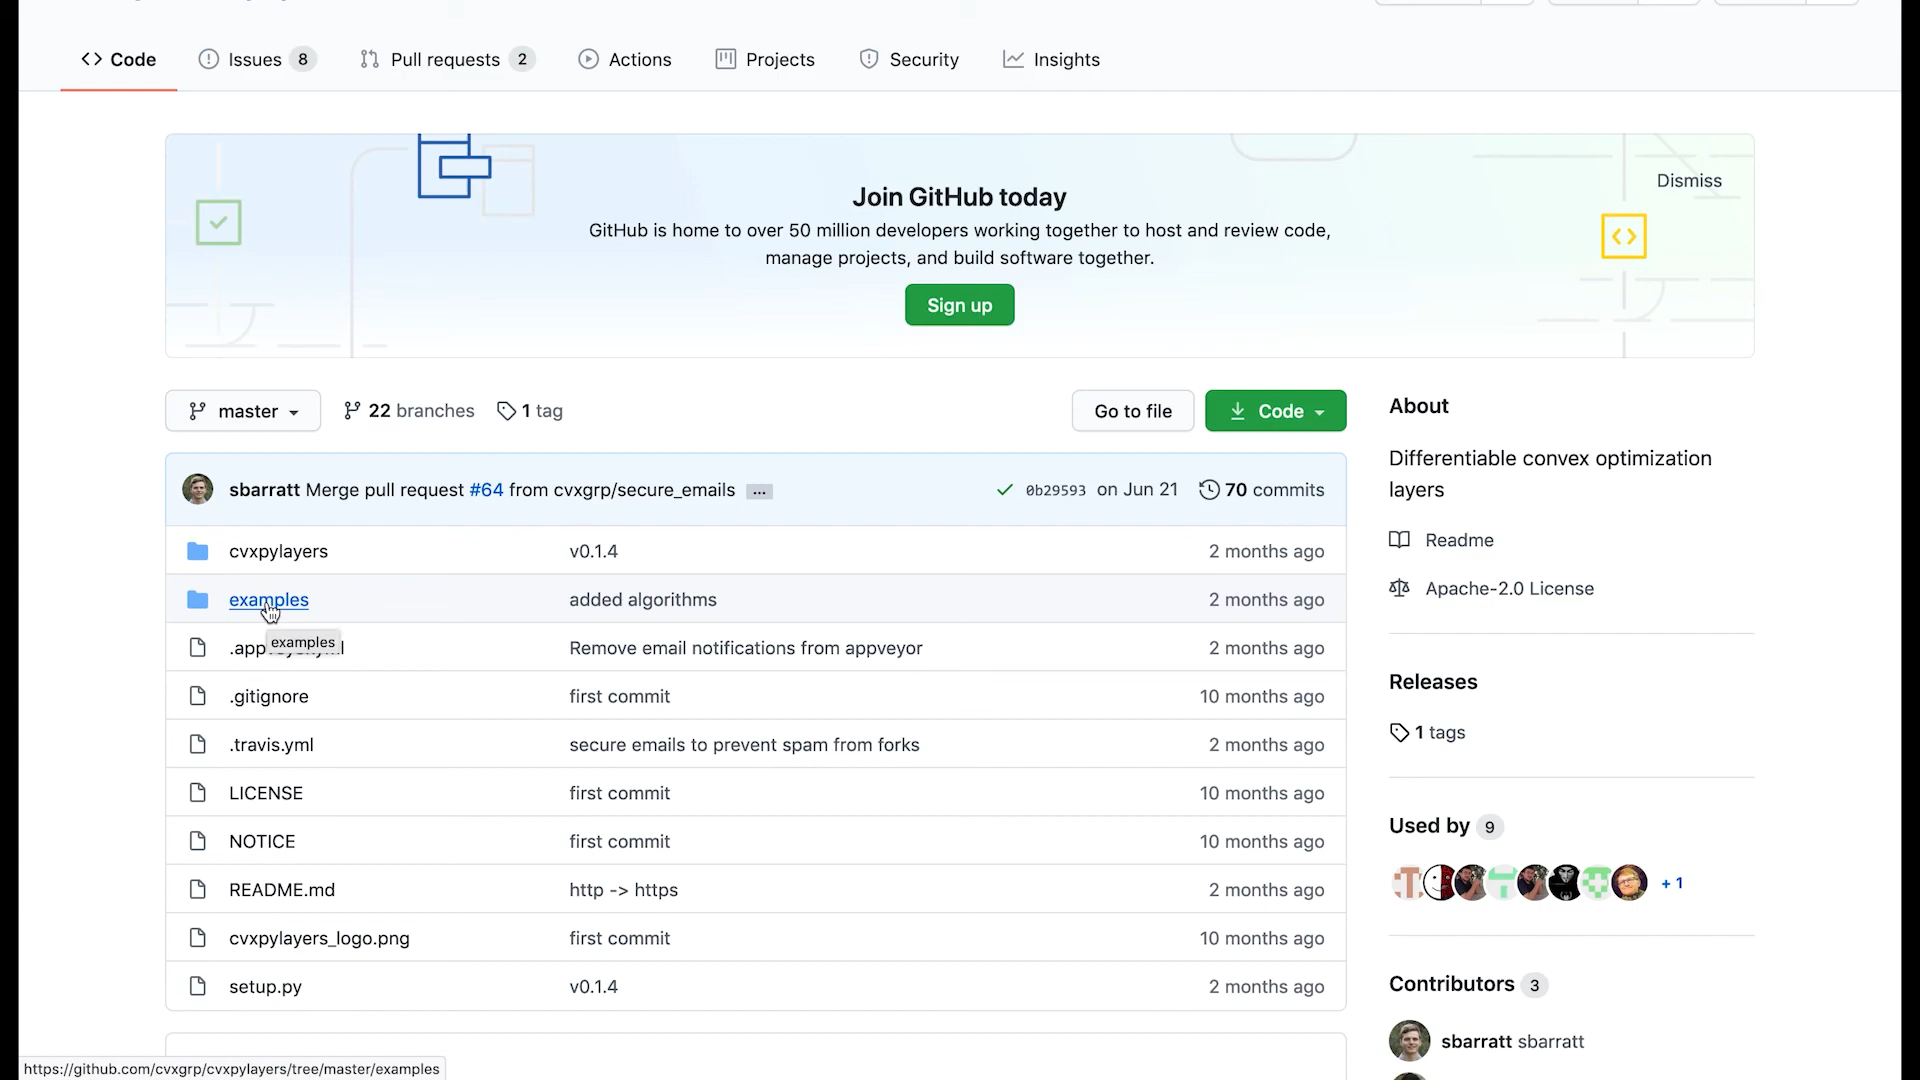 Code
Issues 8
Pull requests 2
Actions
Projects
Security
Insights
Dismiss
Join GitHub today
GitHub is home to over 50 million developers working together to host and review code,
manage projects, and build software together.
Sign up
master
22 branches
1 tag
Go to file
Code
sbarratt Merge pull request #64 from cvxgrp/secure_emails ...
0b29593 on Jun 21
70 commits
cvxpylayers v0.1.4 2 months ago
examples added algorithms 2 months ago
examples
Remove email notifications from appveyor 2 months ago
.gitignore first commit 10 months ago
.travis.yml secure emails to prevent spam from forks 2 months ago
LICENSE first commit 10 months ago
NOTICE first commit 10 months ago
README.md http -> https 2 months ago
cvxpylayers_logo.png first commit 10 months ago
setup.py v0.1.4 2 months ago
About
Differentiable convex optimization
layers
Readme
Apache-2.0 License
Releases
1 tags
Used by 9
+ 1
Contributors 3
sbarratt sbarratt
https://github.com/cvxgrp/cvxpylayers/tree/master/examples